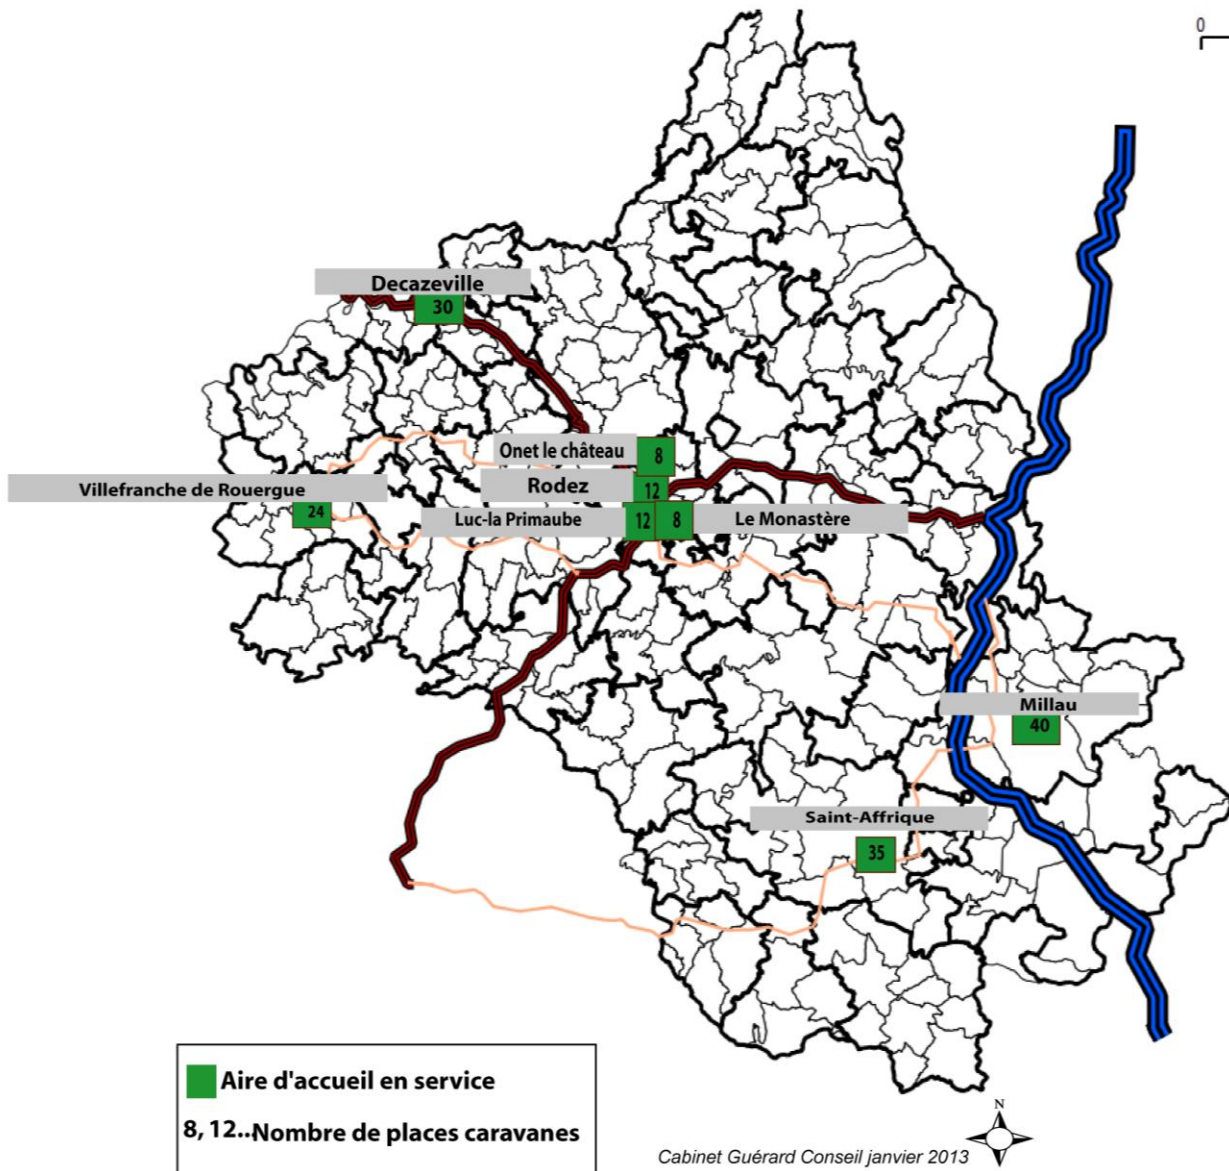 0
Decazeville
30
Onet le château
8
Villefranche de Rouergue
24
Rodez
12
Luc-la Primaube
12
8
Le Monastère
Millau
40
Saint-Affrique
35
Aire d'accueil en service
8, 12..Nombre de places caravanes
N
Cabinet Guérard Conseil janvier 2013